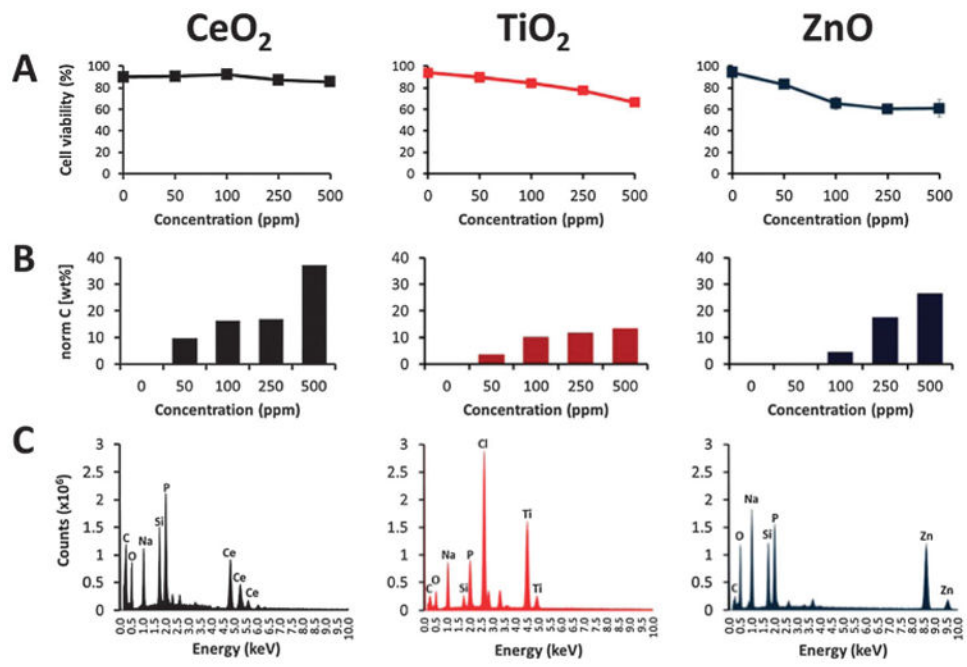 CeO2 TiO2 ZnO
A
Cell viability (%)
100 100 100
80 80 80
60 60 60
40 40 40
20 20 20
0 0 0
0 50 100 250 500 0 50 100 250 500 0 50 100 250 500
Concentration (ppm) Concentration (ppm) Concentration (ppm)
B
norm C [wt%]
40 40 40
30 30 30
20 20 20
10 10 10
0 0 0
0 50 100 250 500 0 50 100 250 500 0 50 100 250 500
Concentration (ppm) Concentration (ppm) Concentration (ppm)
C
Counts (x10⁶)
3 3 3
2.5 2.5 2.5
2 2 2
1.5 1.5 1.5
1 1 1
0.5 0.5 0.5
0 0 0
C O Na Si P Ce Ce Ce
C O Na Si P Cl Ti Ti
C O Na Si P Zn Zn
0.0 0.5 1.0 1.5 2.0 2.5 3.0 3.5 4.0 4.5 5.0 5.5 6.0 6.5 7.0 7.5 8.0 8.5 9.0 9.5 10.0
0.0 0.5 1.0 1.5 2.0 2.5 3.0 3.5 4.0 4.5 5.0 5.5 6.0 6.5 7.0 7.5 8.0 8.5 9.0 9.5 10.0
0.0 0.5 1.0 1.5 2.0 2.5 3.0 3.5 4.0 4.5 5.0 5.5 6.0 6.5 7.0 7.5 8.0 8.5 9.0 9.5 10.0
Energy (keV) Energy (keV) Energy (keV)